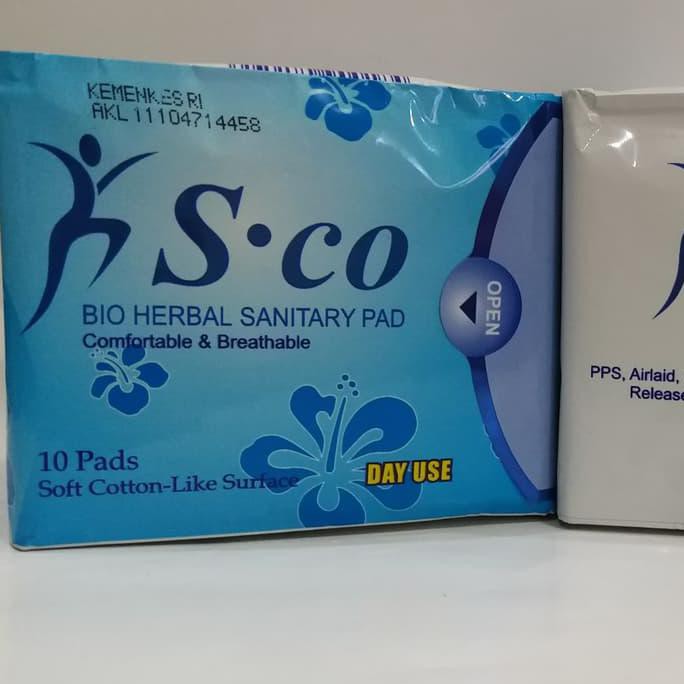 KEMENKES RI
AKL 11104714458
S·co
BIO HERBAL SANITARY PAD
Comfortable & Breathable
OPEN
10 Pads
Soft Cotton-Like Surface
DAY USE
PPS, Airlaid,
Release